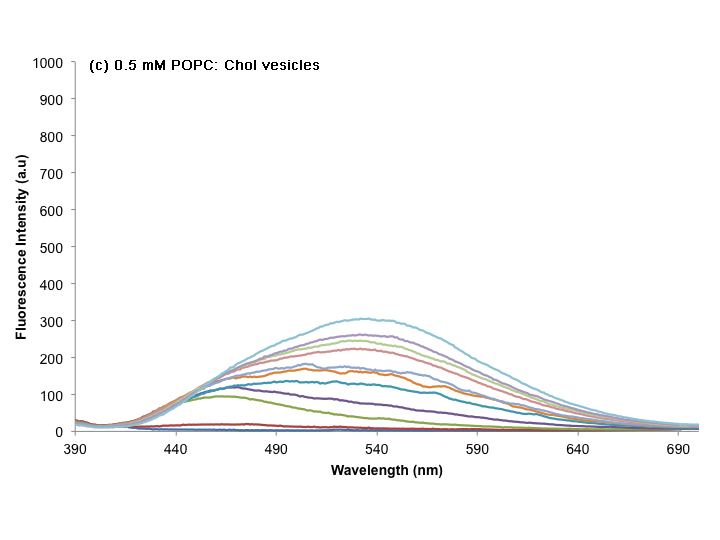 (c) 0.5 mM POPC: Chol vesicles
1000
900
800
700
600
500
400
300
200
100
0
Fluorescence Intensity (a.u)
390 440 490 540 590 640 690
Wavelength (nm)